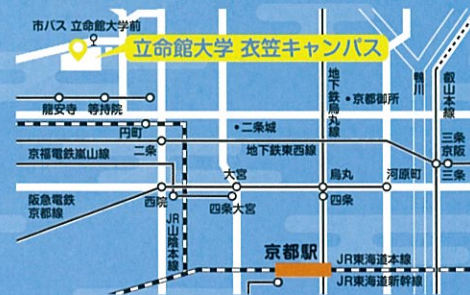 市バス 立命館大学前
立命館大学 衣笠キャンパス
龍安寺
等持院
円町
二条城
京都御所
地下鉄烏丸線
鴨川
叡山本線
京福電鉄嵐山線
二条
地下鉄東西線
三条
京阪
三条
阪急電鉄
京都線
西院
大宮
四条大宮
烏丸
四条
河原町
JR山陰本線
京都駅
JR東海道本線
JR東海道新幹線